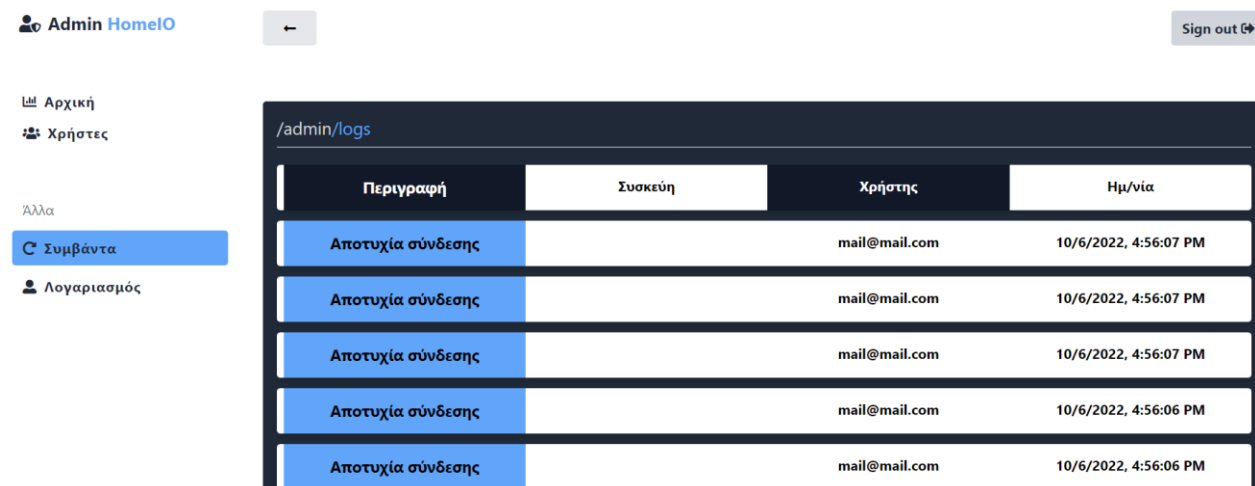 Admin HomeIO
←
Sign out
Αρχική
Χρήστες
Άλλα
Συμβάντα
Λογαριασμός
/admin/logs
Περιγραφή Συσκεύη Χρήστης Ημ/νία
Αποτυχία σύνδεσης mail@mail.com 10/6/2022, 4:56:07 PM
Αποτυχία σύνδεσης mail@mail.com 10/6/2022, 4:56:07 PM
Αποτυχία σύνδεσης mail@mail.com 10/6/2022, 4:56:07 PM
Αποτυχία σύνδεσης mail@mail.com 10/6/2022, 4:56:06 PM
Αποτυχία σύνδεσης mail@mail.com 10/6/2022, 4:56:06 PM